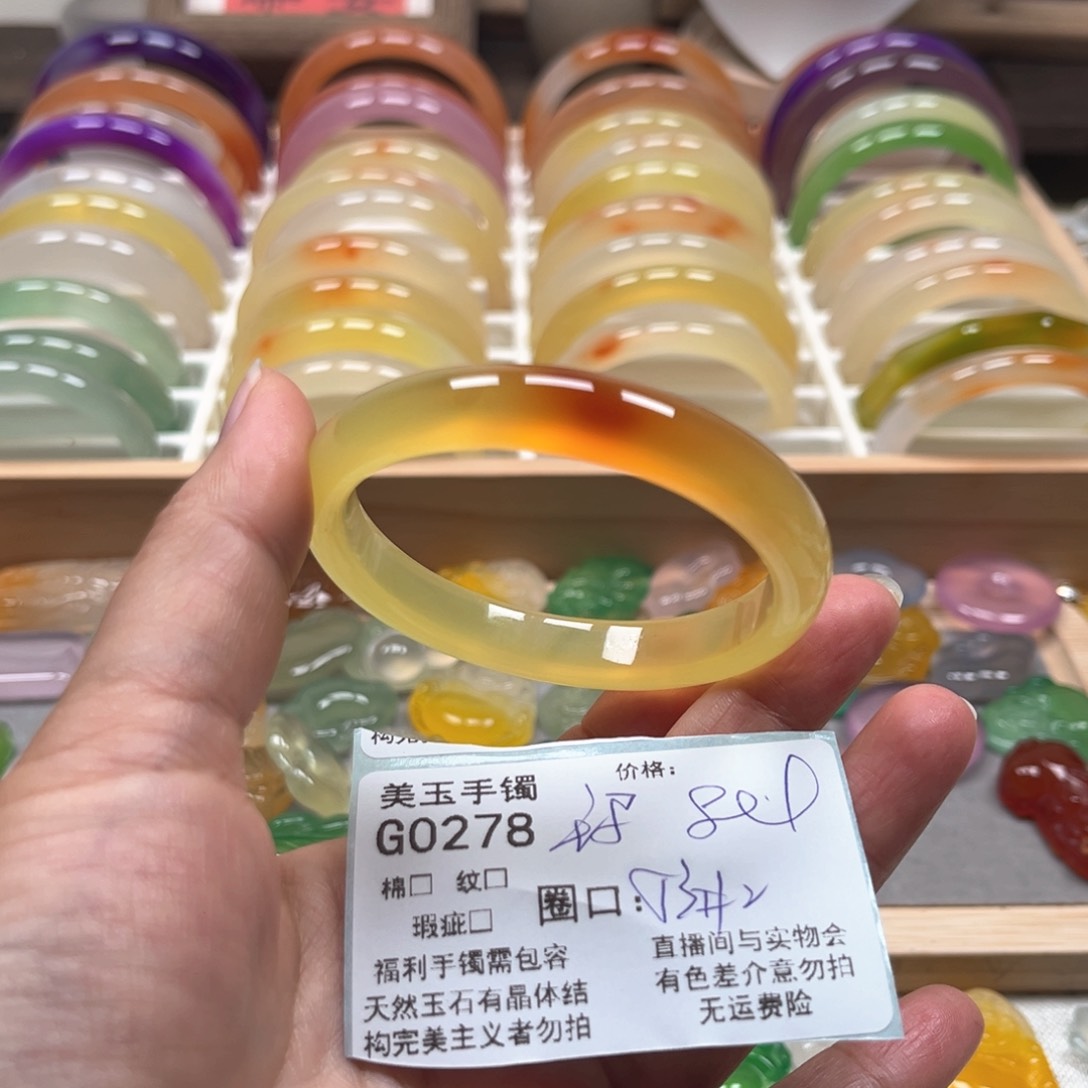 美玉手镯
价格:
G0278
棉□ 纹□
瑕疵□
圈口:
福利手镯需包容
天然玉石有晶体结
构完美主义者勿拍
直播间与实物会
有色差介意勿拍
无运费险